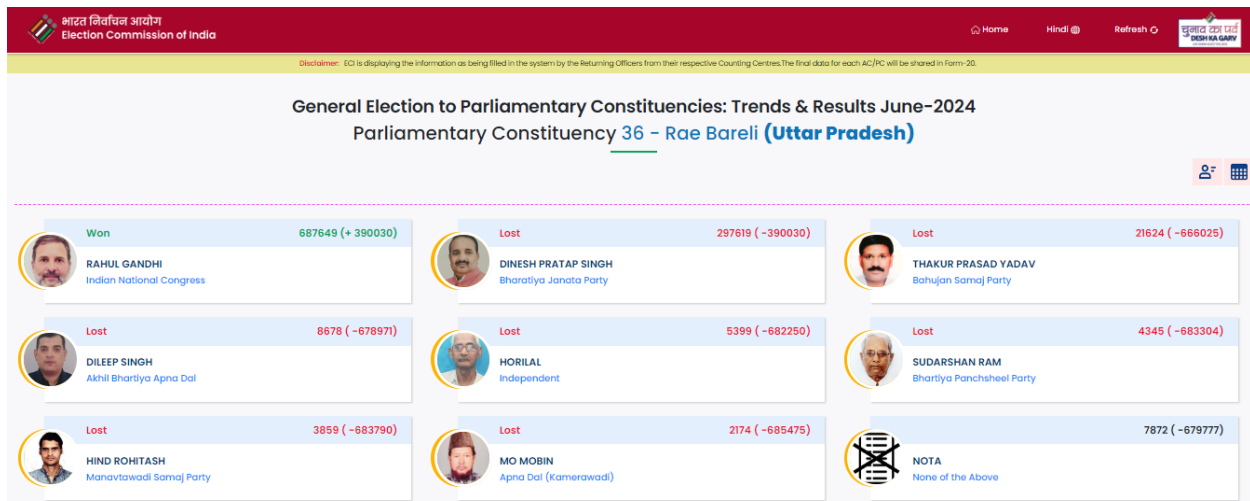 भारत निर्वाचन आयोग
Election Commission of India
Home
Hindi
Refresh
चुनाव का पर्व
DESH KA GARV
Disclaimer: ECI is displaying the information as being filled in the system by the Returning Officers from their respective Counting Centres.The final data for each AC/PC will be shared in Form-20.
General Election to Parliamentary Constituencies: Trends & Results June-2024
Parliamentary Constituency 36 - Rae Bareli (Uttar Pradesh)
Won 687649 (+ 390030)
RAHUL GANDHI
Indian National Congress
Lost 297619 ( -390030)
DINESH PRATAP SINGH
Bharatiya Janata Party
Lost 21624 ( -666025)
THAKUR PRASAD YADAV
Bahujan Samaj Party
Lost 8678 ( -678971)
DILEEP SINGH
Akhil Bhartiya Apna Dal
Lost 5399 ( -682250)
HORILAL
Independent
Lost 4345 ( -683304)
SUDARSHAN RAM
Bhartiya Panchsheel Party
Lost 3859 ( -683790)
HIND ROHITASH
Manavtawadi Samaj Party
Lost 2174 ( -685475)
MO MOBIN
Apna Dal (Kamerawadi)
7872 ( -679777)
NOTA
None of the Above